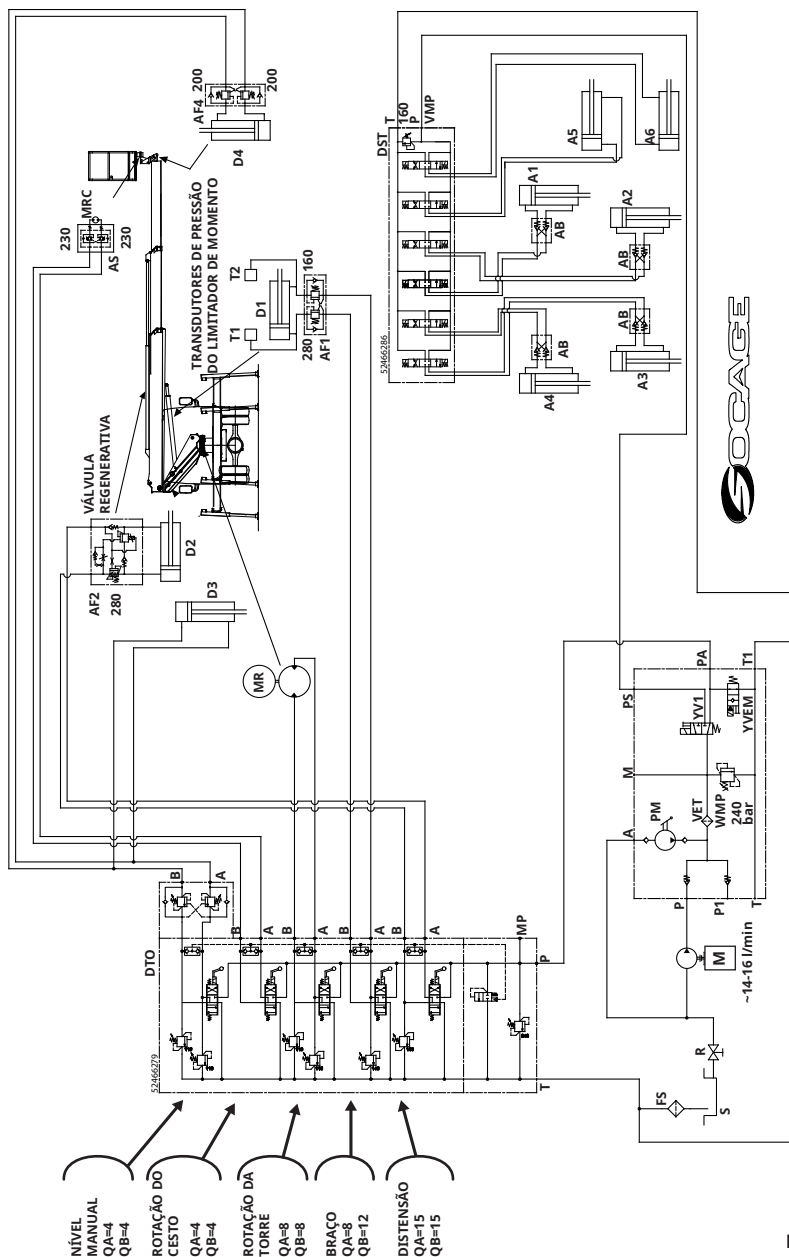 NÍVEL
MANUAL
QA=4
QB=4
ROTAÇÃO DO
CESTO
QA=4
QB=4
ROTAÇÃO DA
TORRE
QA=8
QB=8
BRAÇO
QA=8
QB=12
DISTENSÃO
QA=15
QB=15
52466279
DTO
B
A
B
A
B
A
B
A
B
A
MP
P
T
MR
D3
AF2
280
VÁLVULA
REGENERATIVA
D2
TRANSDUTORES DE PRESSÃO
DO LIMITADOR DE MOMENTO
T1
T2
D1
280
160
AF1
230
230
MRC
AS
AF4
200
200
D4
FS
S
R
M
~14-16 l/min
P
P1
T
A
PM
VET
WMP
240
bar
M
YV1
YVEM
PS
PA
T1
52466286
DST
T
160
P
VMP
A5
A6
A1
AB
A2
AB
AB
A4
AB
A3
SOCAGE